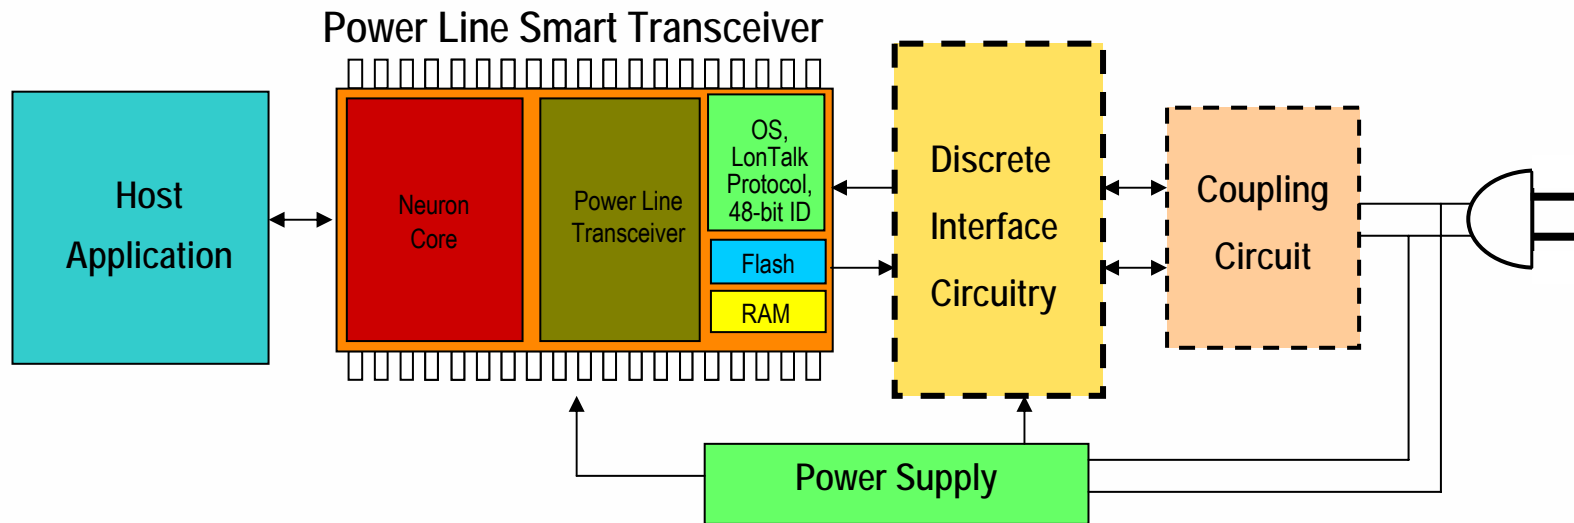 Power Line Smart Transceiver
Host
Application
Neuron
Core
Power Line
Transceiver
OS,
LonTalk
Protocol,
48-bit ID
Flash
RAM
Discrete
Interface
Circuitry
Coupling
Circuit
Power Supply